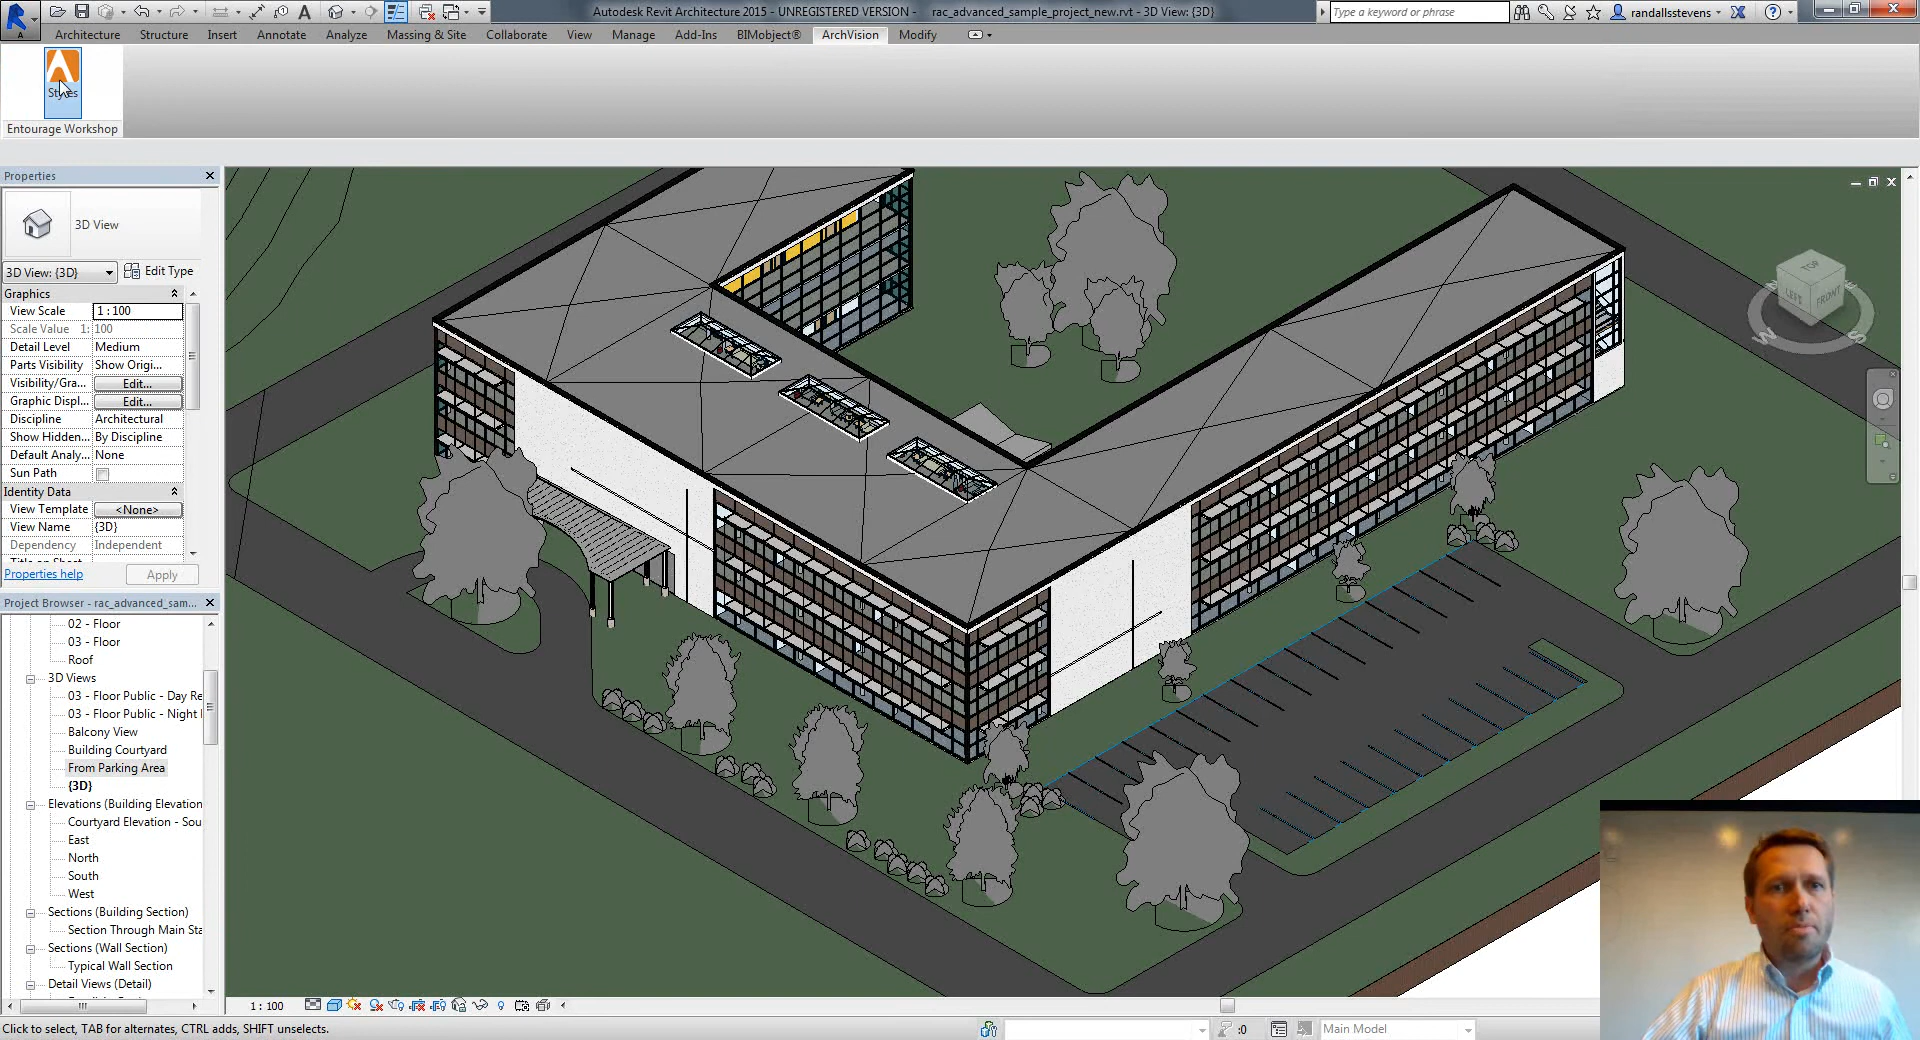 Autodesk Revit Architecture 2015 - UNREGISTERED VERSION - rac_advanced_sample_project_new.rvt - 3D View: {3D}
Type a keyword or phrase
randallsstevens
Architecture Structure Insert Annotate Analyze Massing & Site Collaborate View Manage Add-Ins BIMobject® ArchVision Modify
Styles
Entourage Workshop
Properties
3D View
3D View: {3D} Edit Type
Graphics
View Scale 1 : 100
Scale Value 1: 100
Detail Level Medium
Parts Visibility Show Origi...
Visibility/Gra... Edit...
Graphic Displ... Edit...
Discipline Architectural
Show Hidden... By Discipline
Default Analy... None
Sun Path
Identity Data
View Template <None>
View Name {3D}
Dependency Independent
Properties help Apply
Project Browser - rac_advanced_sam...
02 - Floor
03 - Floor
Roof
3D Views
03 - Floor Public - Day Re
03 - Floor Public - Night
Balcony View
Building Courtyard
From Parking Area
{3D}
Elevations (Building Elevation
Courtyard Elevation - Sou
East
North
South
West
Sections (Building Section)
Section Through Main Sta
Sections (Wall Section)
Typical Wall Section
Detail Views (Detail)
TOP
LEFT
FRONT
W
S
1 : 100
Click to select, TAB for alternates, CTRL adds, SHIFT unselects.
:0
Main Model